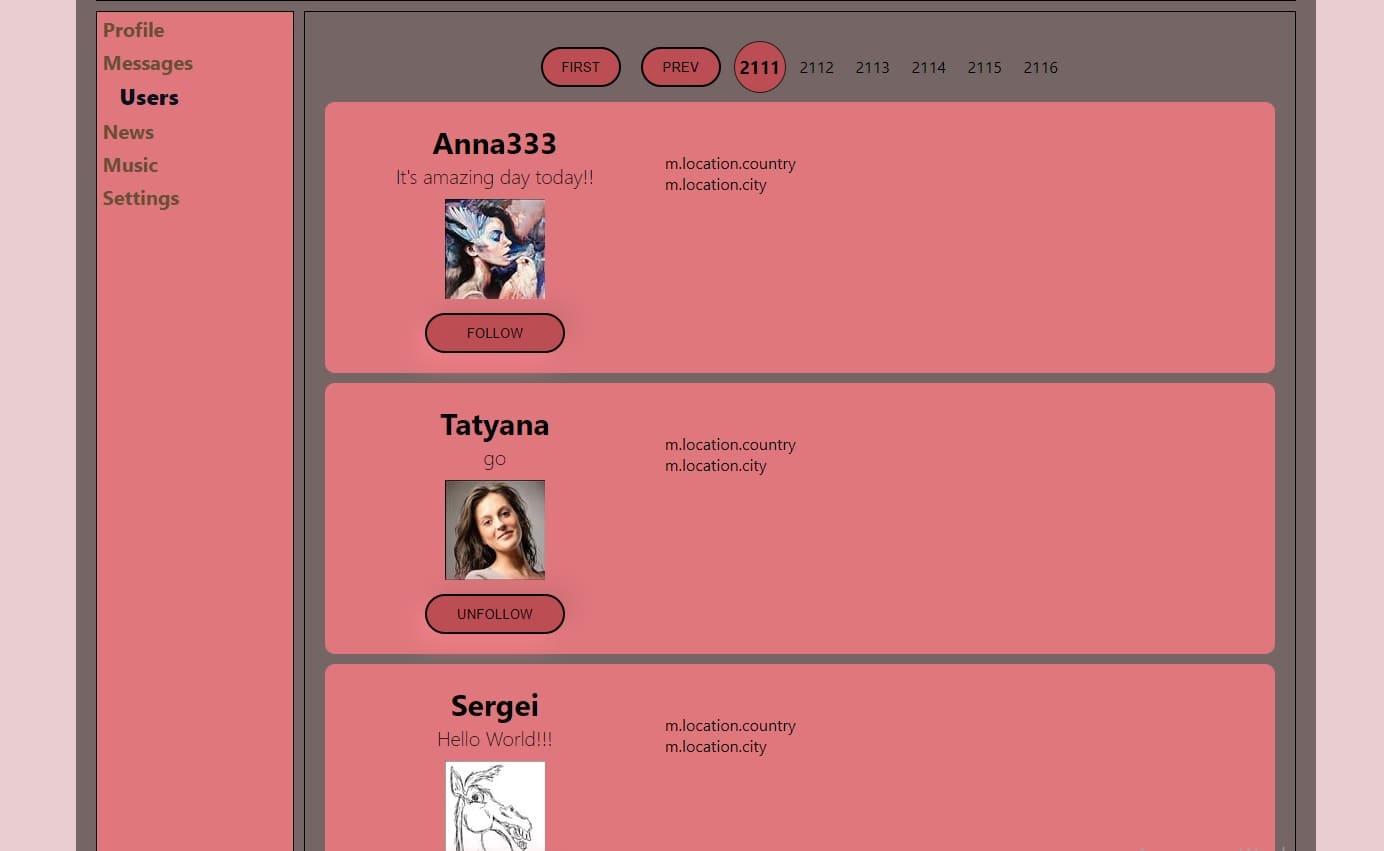 Profile
Messages
Users
News
Music
Settings
FIRST PREV 2111 2112 2113 2114 2115 2116
Anna333
It's amazing day today!!
m.location.country
m.location.city
FOLLOW
Tatyana
go
m.location.country
m.location.city
UNFOLLOW
Sergei
Hello World!!!
m.location.country
m.location.city